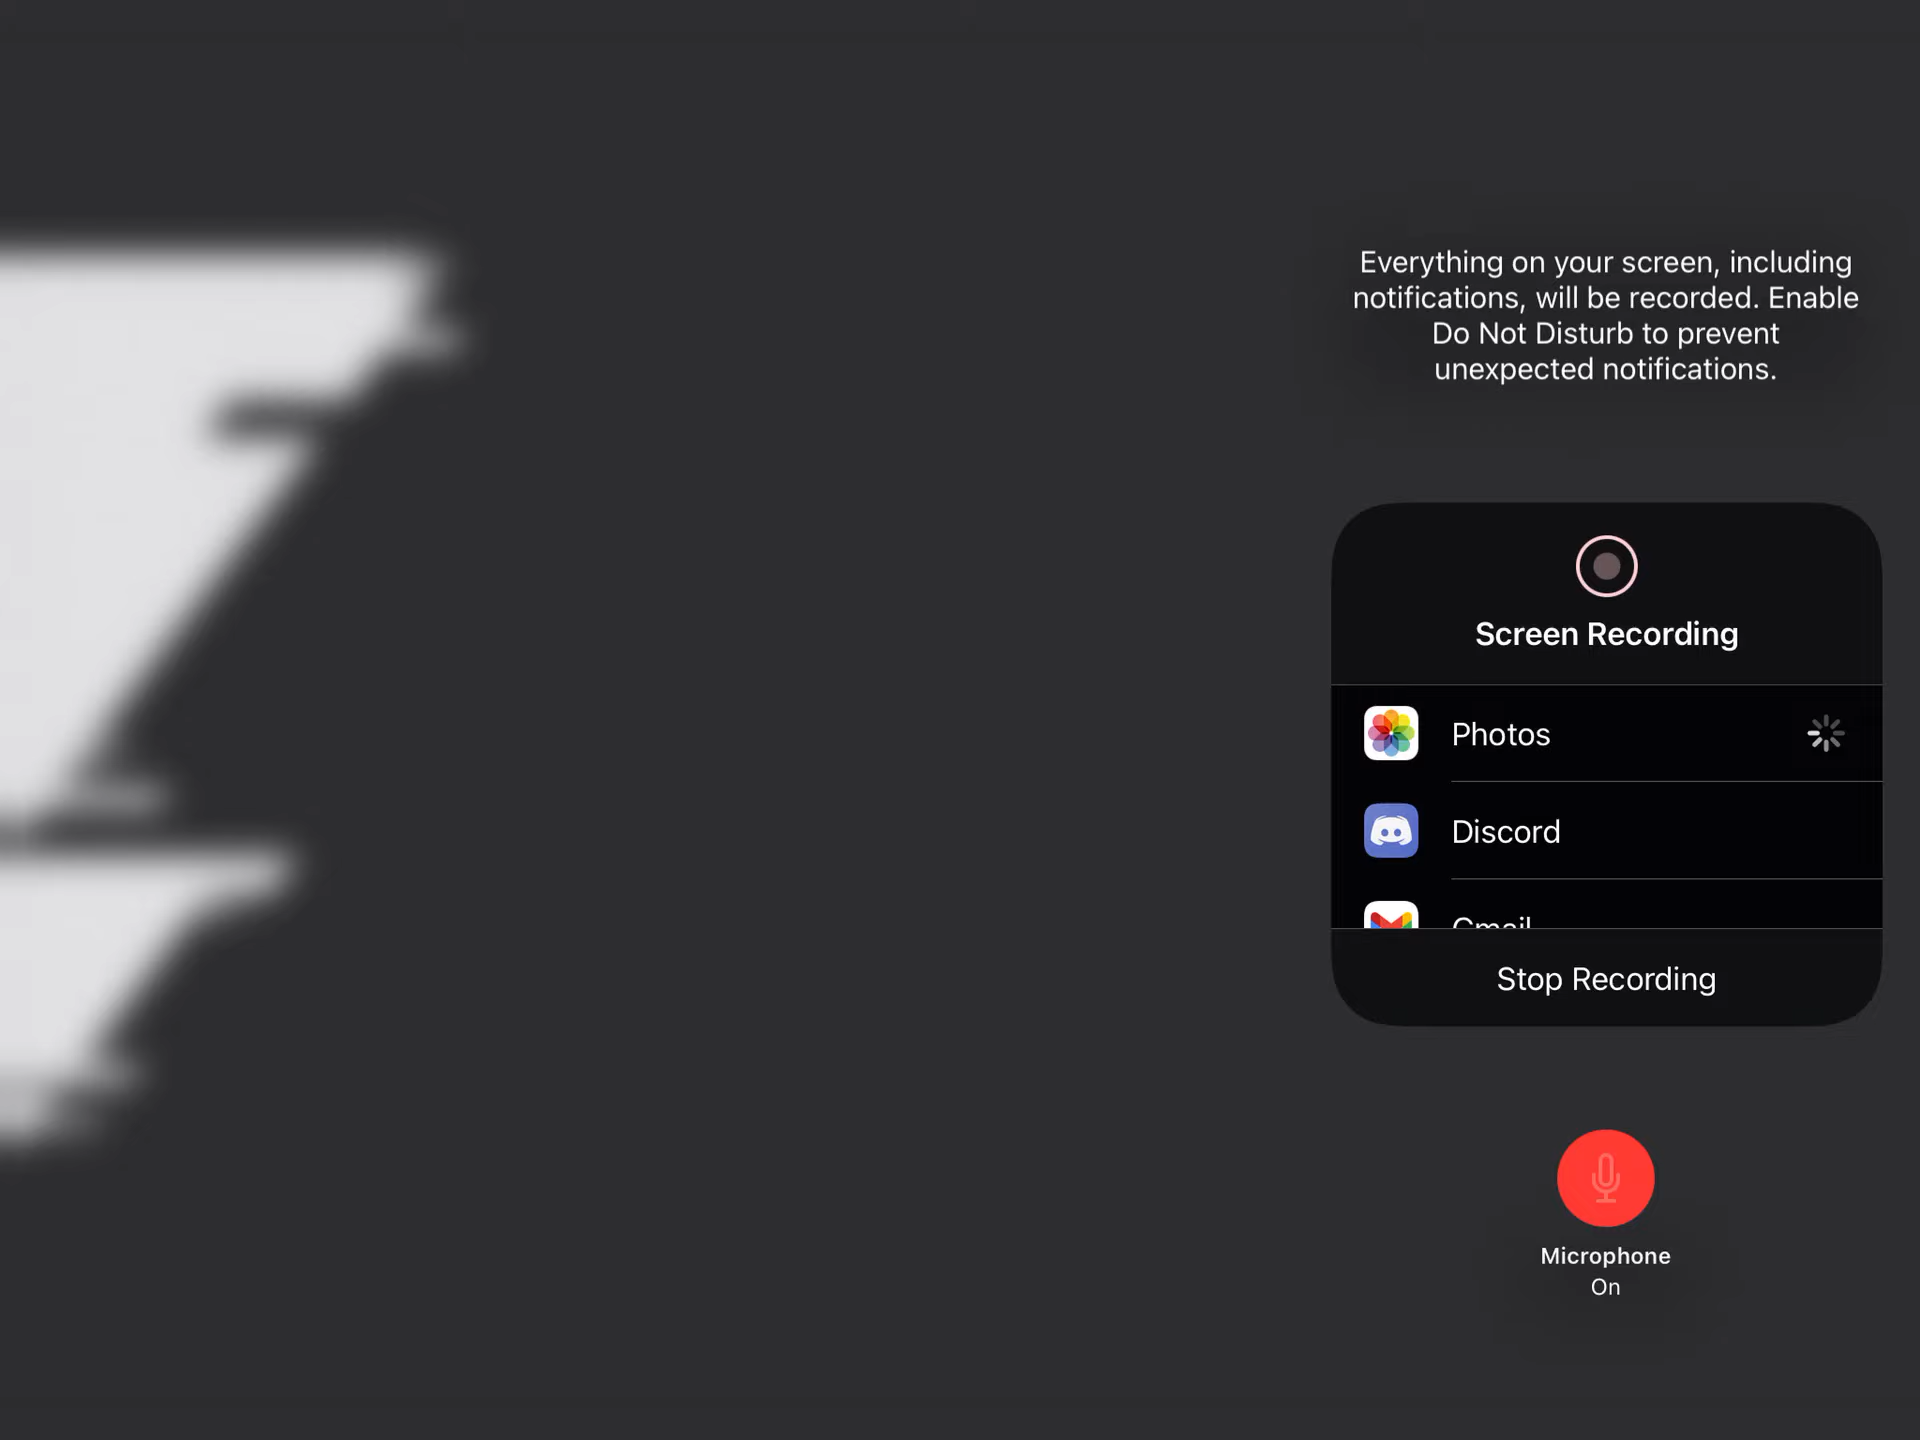 Everything on your screen, including
notifications, will be recorded. Enable
Do Not Disturb to prevent
unexpected notifications.
Screen Recording
Photos
Discord
Gmail
Stop Recording
Microphone
On